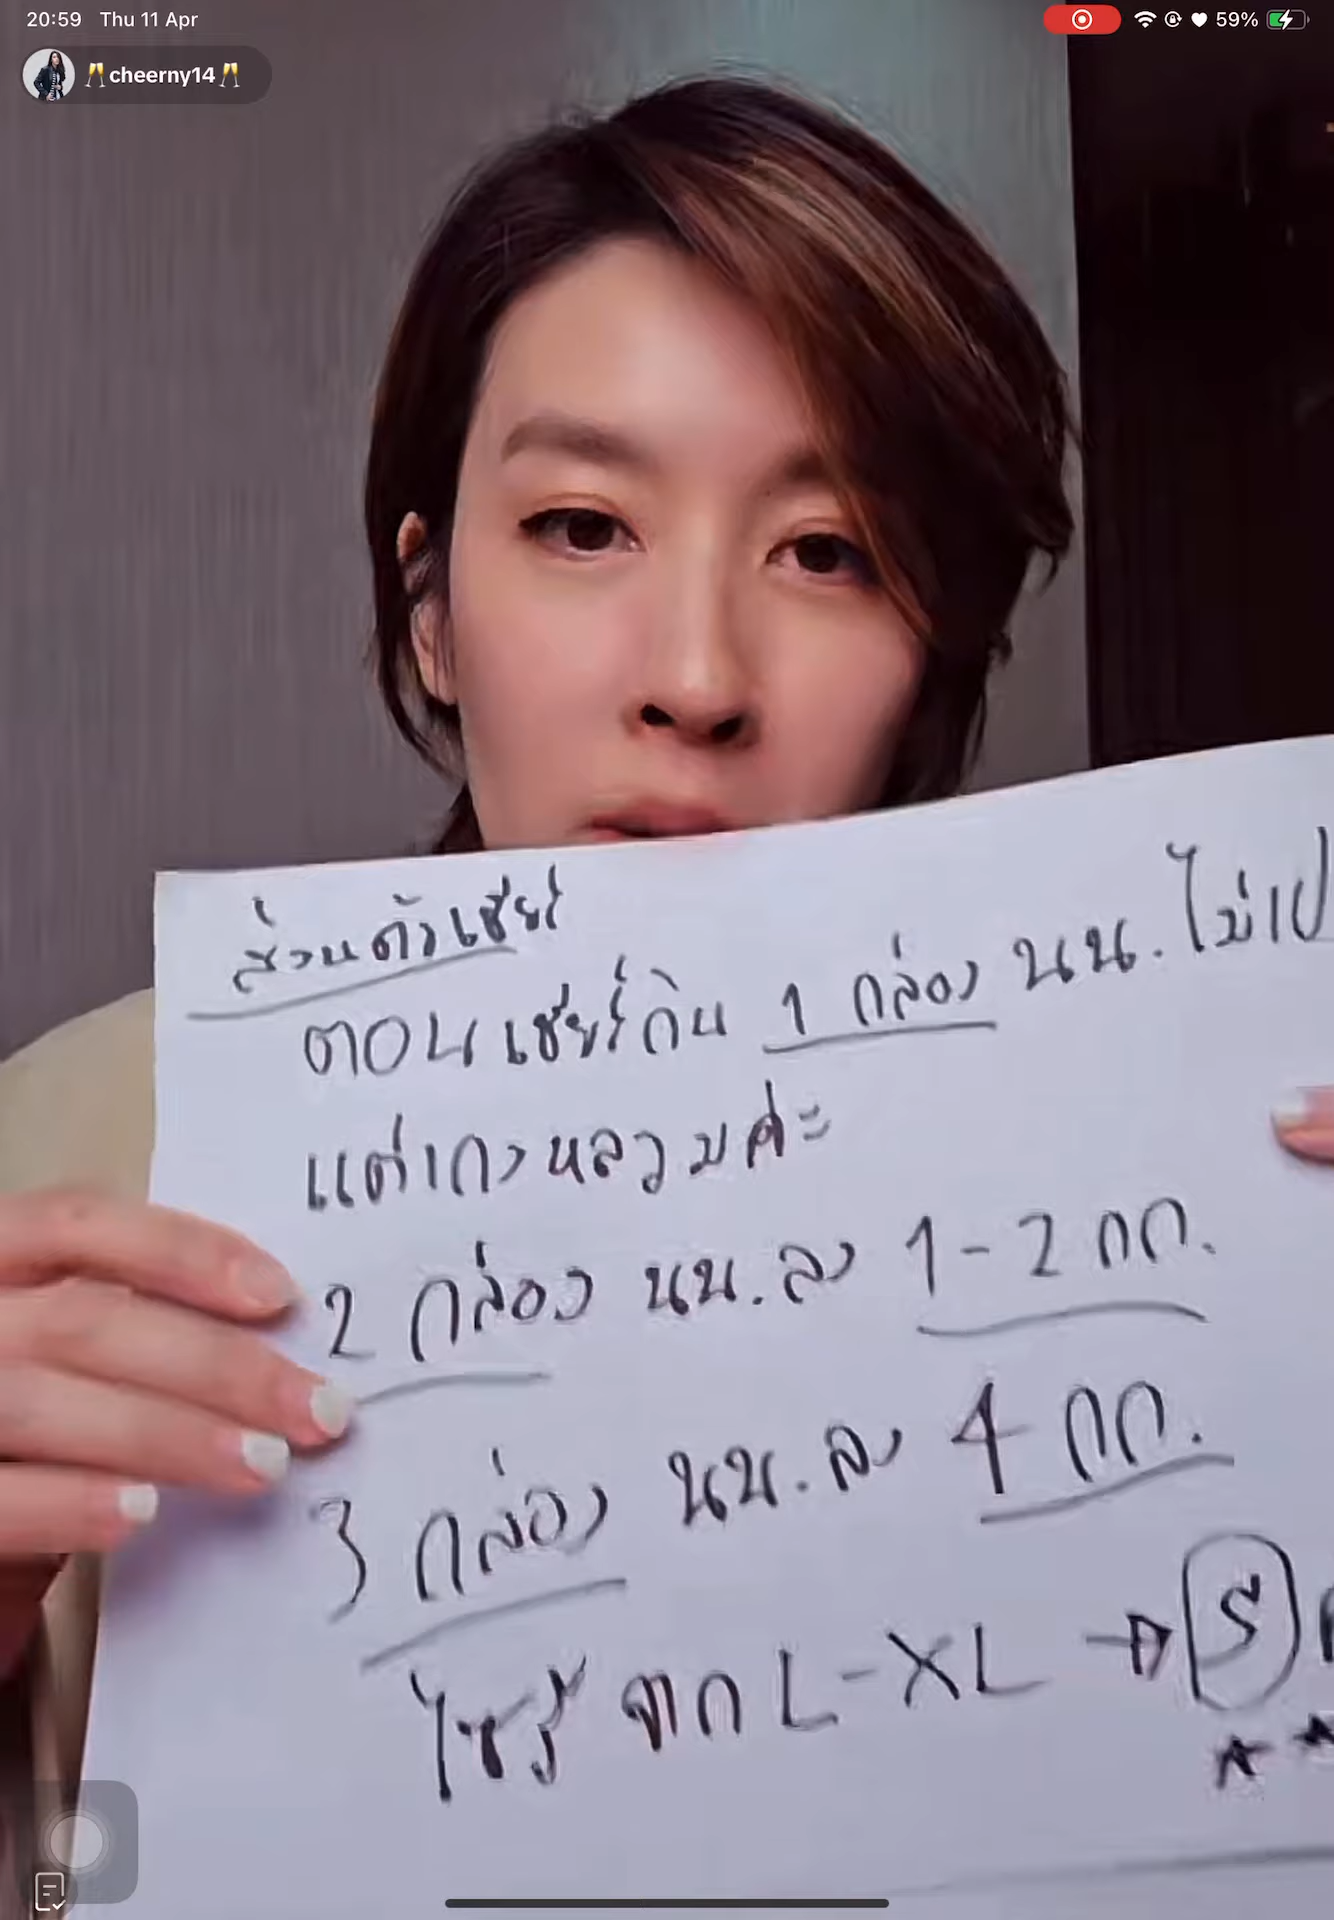 20:59 Thu 11 Apr 59%
🥂cheerny14🥂
ส่วนตัวเชียร์
ตอนเชียร์กิน 1 กล่อง นน. ไม่เป
แต่เกงหลวมค่ะ
2 กล่อง นน. ลง 1-2 กก.
3 กล่อง นน. ลง 4 กก.
ไซร์ จาก L-XL → S